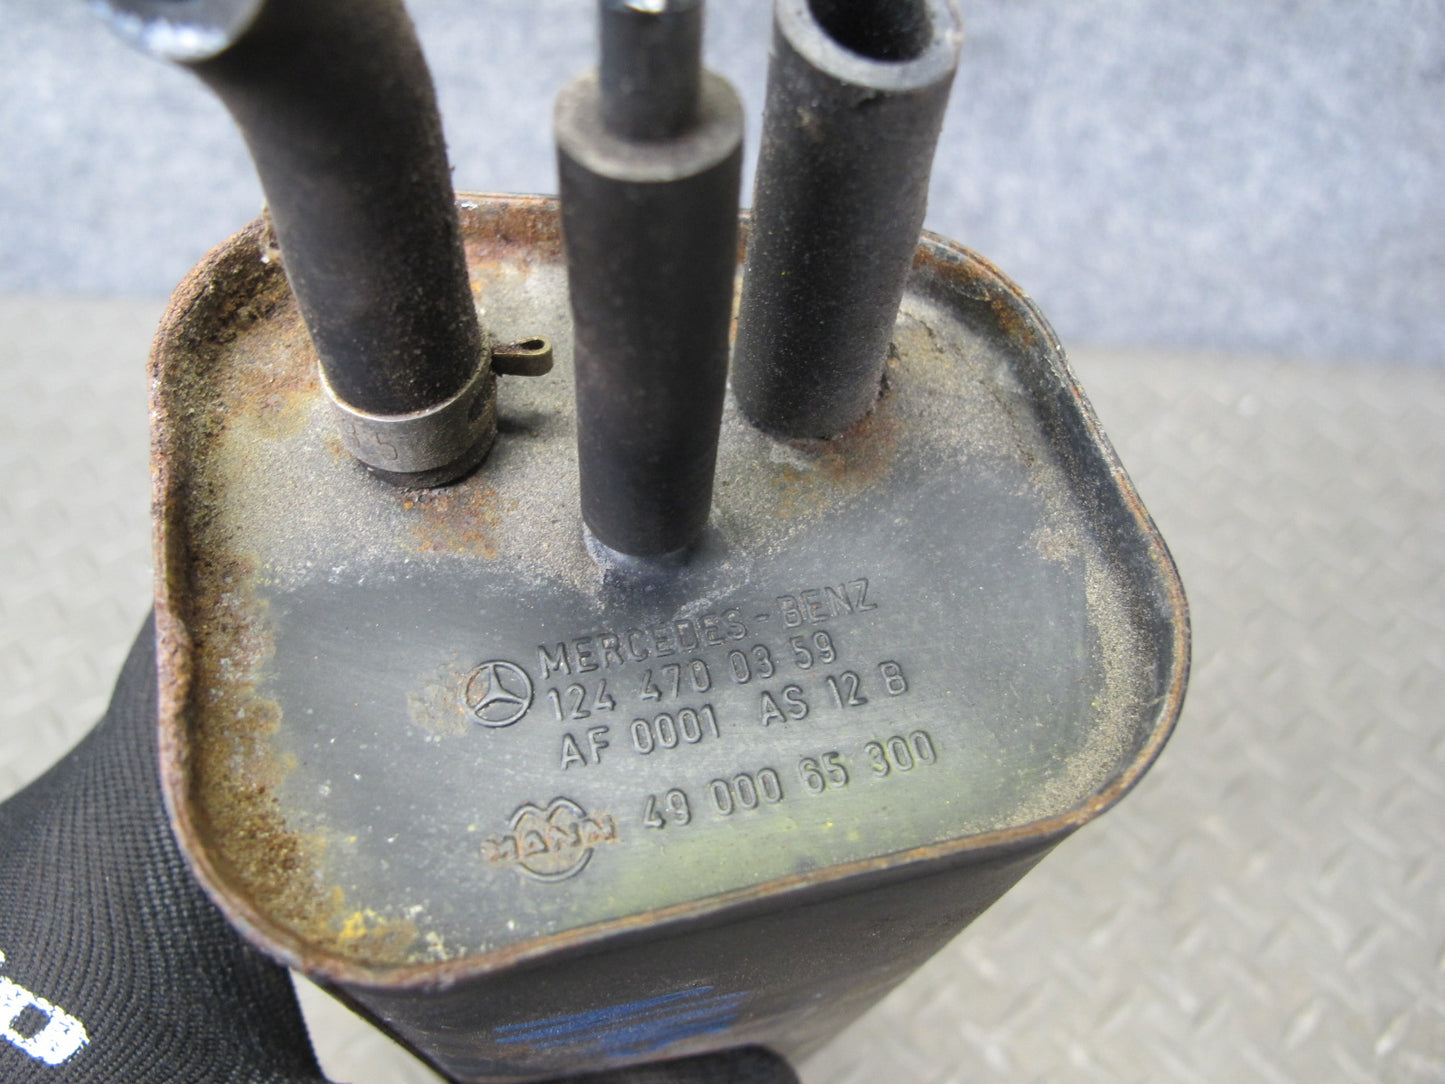 MERCEDES-BENZ
124 470 03 59
AF 0001 AS 12 B
MANN 49 000 65 300